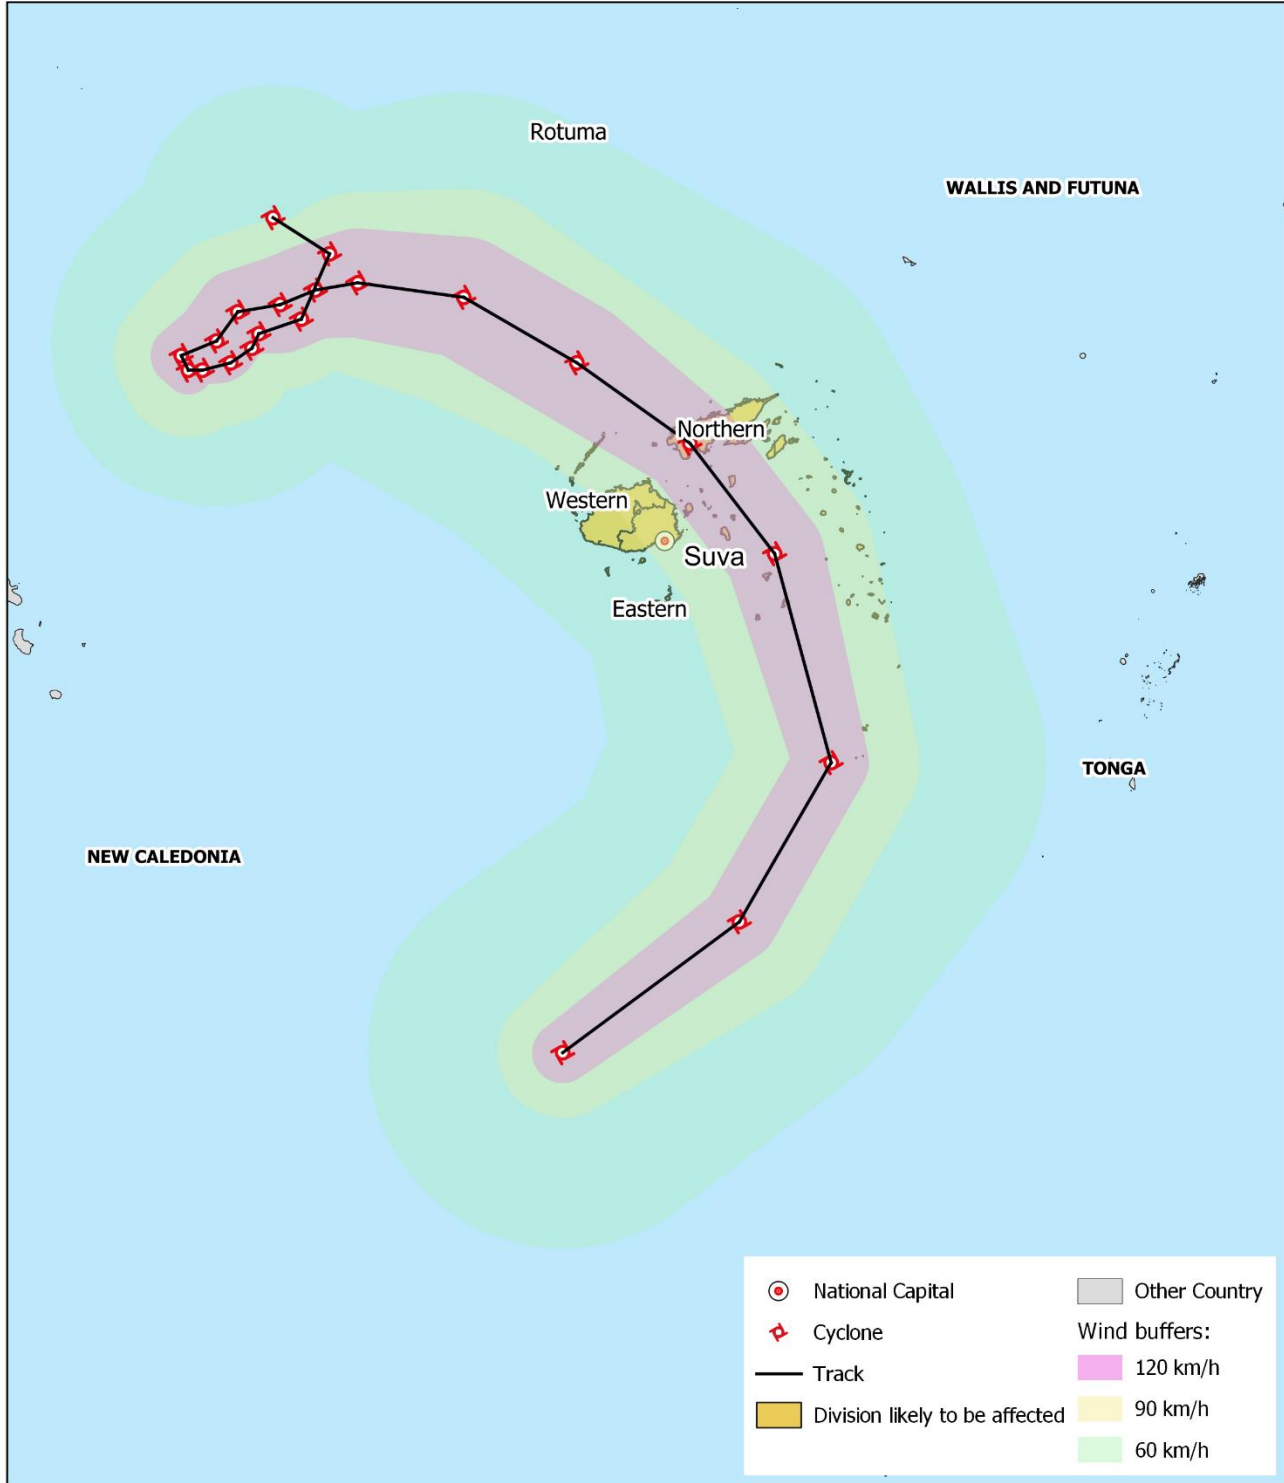 Rotuma
WALLIS AND FUTUNA
Northern
Western
Suva
Eastern
TONGA
NEW CALEDONIA
National Capital
Cyclone
Track
Division likely to be affected
Other Country
Wind buffers:
120 km/h
90 km/h
60 km/h